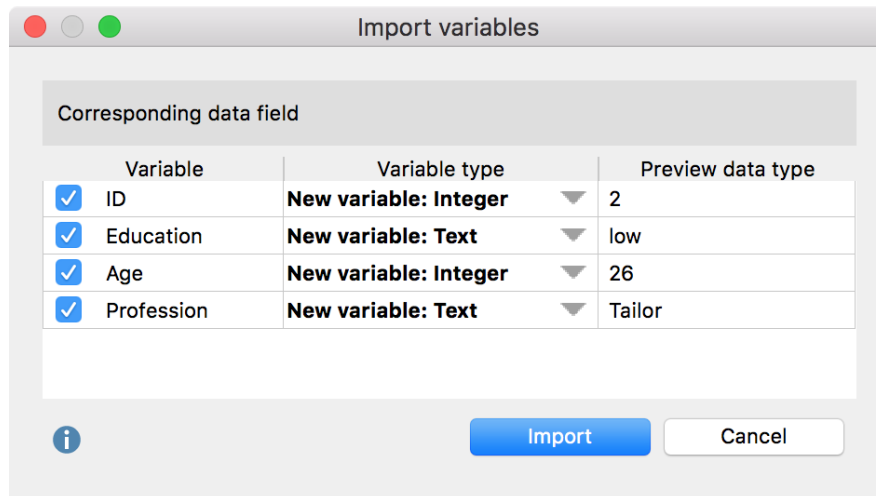 Import variables
Corresponding data field
Variable Variable type Preview data type
ID New variable: Integer 2
Education New variable: Text low
Age New variable: Integer 26
Profession New variable: Text Tailor
Import Cancel